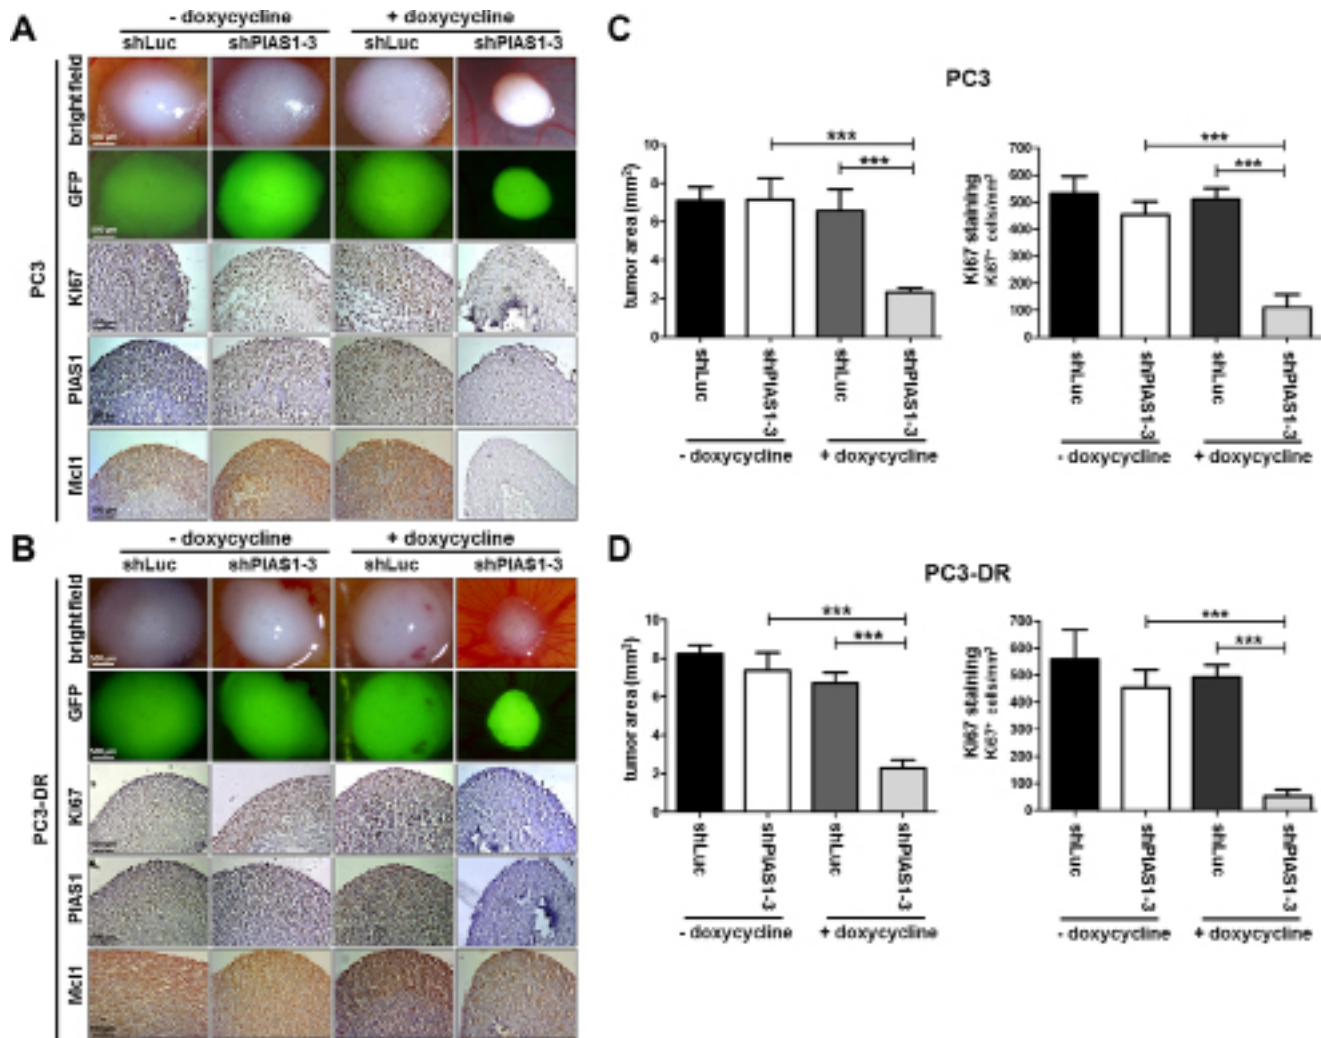 A
- doxycycline + doxycycline
shLuc shPIAS1-3 shLuc shPIAS1-3
PC3
brightfield
GFP
Ki67
PIAS1
Mcl1
B
- doxycycline + doxycycline
shLuc shPIAS1-3 shLuc shPIAS1-3
PC3-DR
brightfield
GFP
Ki67
PIAS1
Mcl1
C
PC3
tumor area (mm²)
10
8
6
4
2
0
*** 
***
shLuc shPIAS1-3 shLuc shPIAS1-3
- doxycycline + doxycycline
Ki67 staining
Ki67⁺ cells/mm²
700
600
500
400
300
200
100
0
***
***
shLuc shPIAS1-3 shLuc shPIAS1-3
- doxycycline + doxycycline
D
PC3-DR
tumor area (mm²)
10
8
6
4
2
0
***
***
shLuc shPIAS1-3 shLuc shPIAS1-3
- doxycycline + doxycycline
Ki67 staining
Ki67⁺ cells/mm²
700
600
500
400
300
200
100
0
***
***
shLuc shPIAS1-3 shLuc shPIAS1-3
- doxycycline + doxycycline